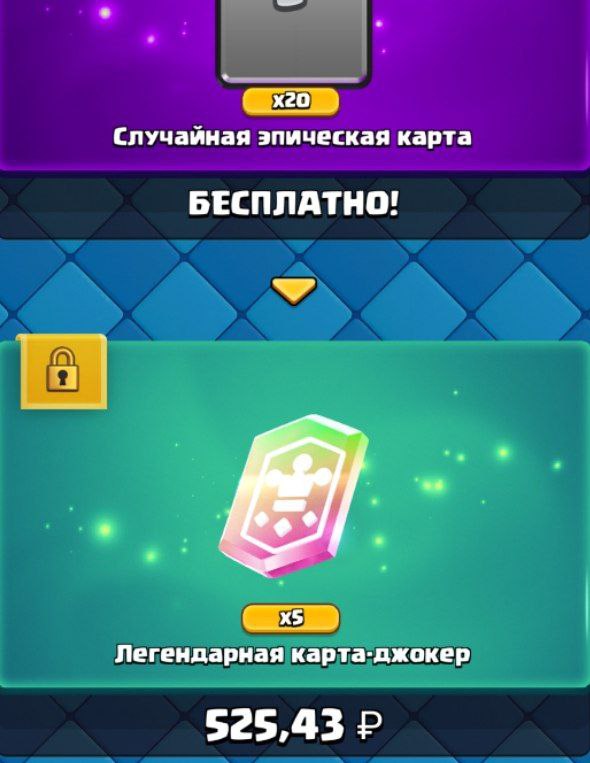 x20
Случайная эпическая карта
БЕСПЛАТНО!
x5
Легендарная карта-джокер
525,43 ₽